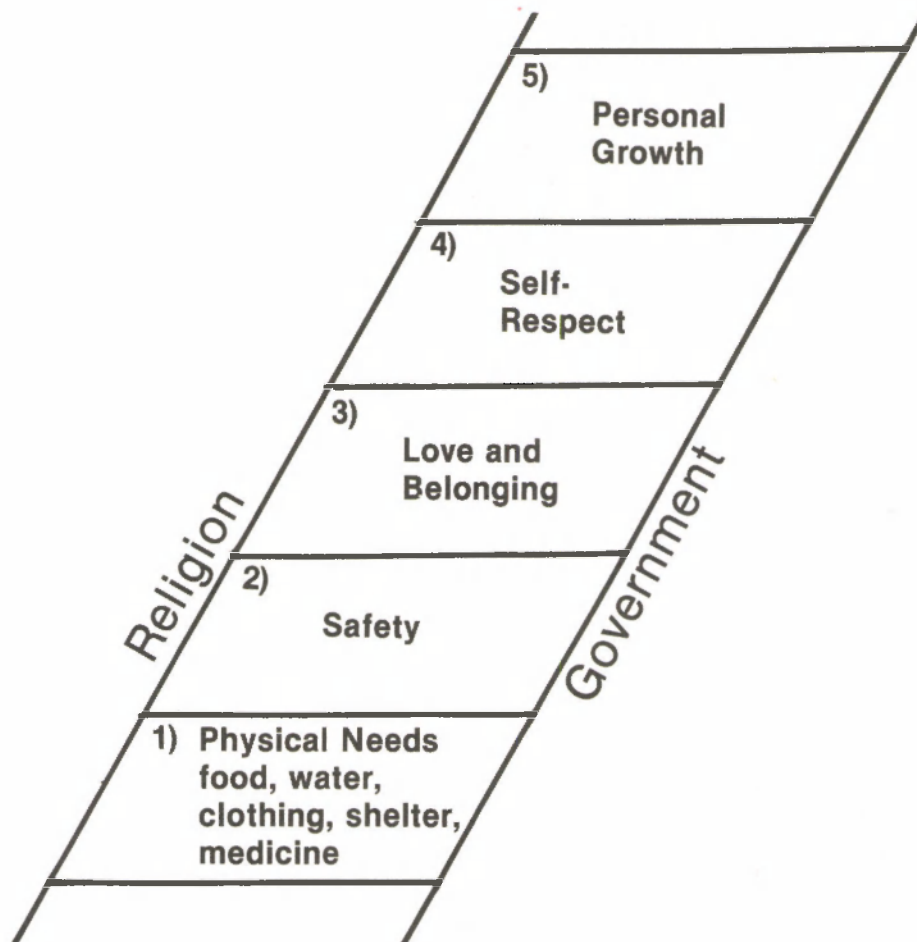 5)
Personal
Growth
4)
Self-
Respect
3)
Love and
Belonging
Religion
Government
2)
Safety
1) Physical Needs
food, water,
clothing, shelter,
medicine